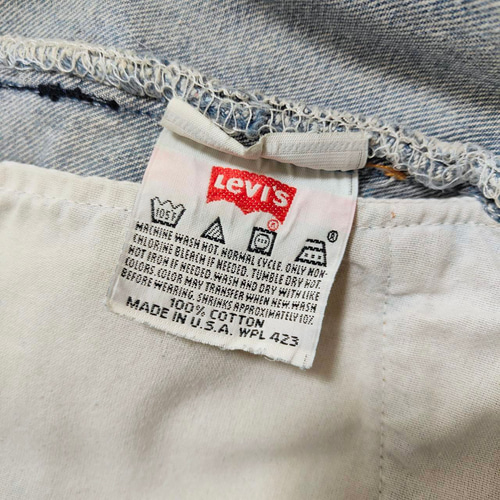 LEVI'S
®
105F
®
MACHINE WASH HOT. NORMAL CYCLE. ONLY NON-
CHLORINE BLEACH IF NEEDED. TUMBLE DRY HOT.
HOT IRON IF NEEDED. WASH AND DRY WITH LIKE
COLORS. COLOR MAY TRANSFER WHEN NEW. WASH
BEFORE WEARING. SHRINKS APPROXIMATELY 10%.
100% COTTON
MADE IN U.S.A. WPL 423